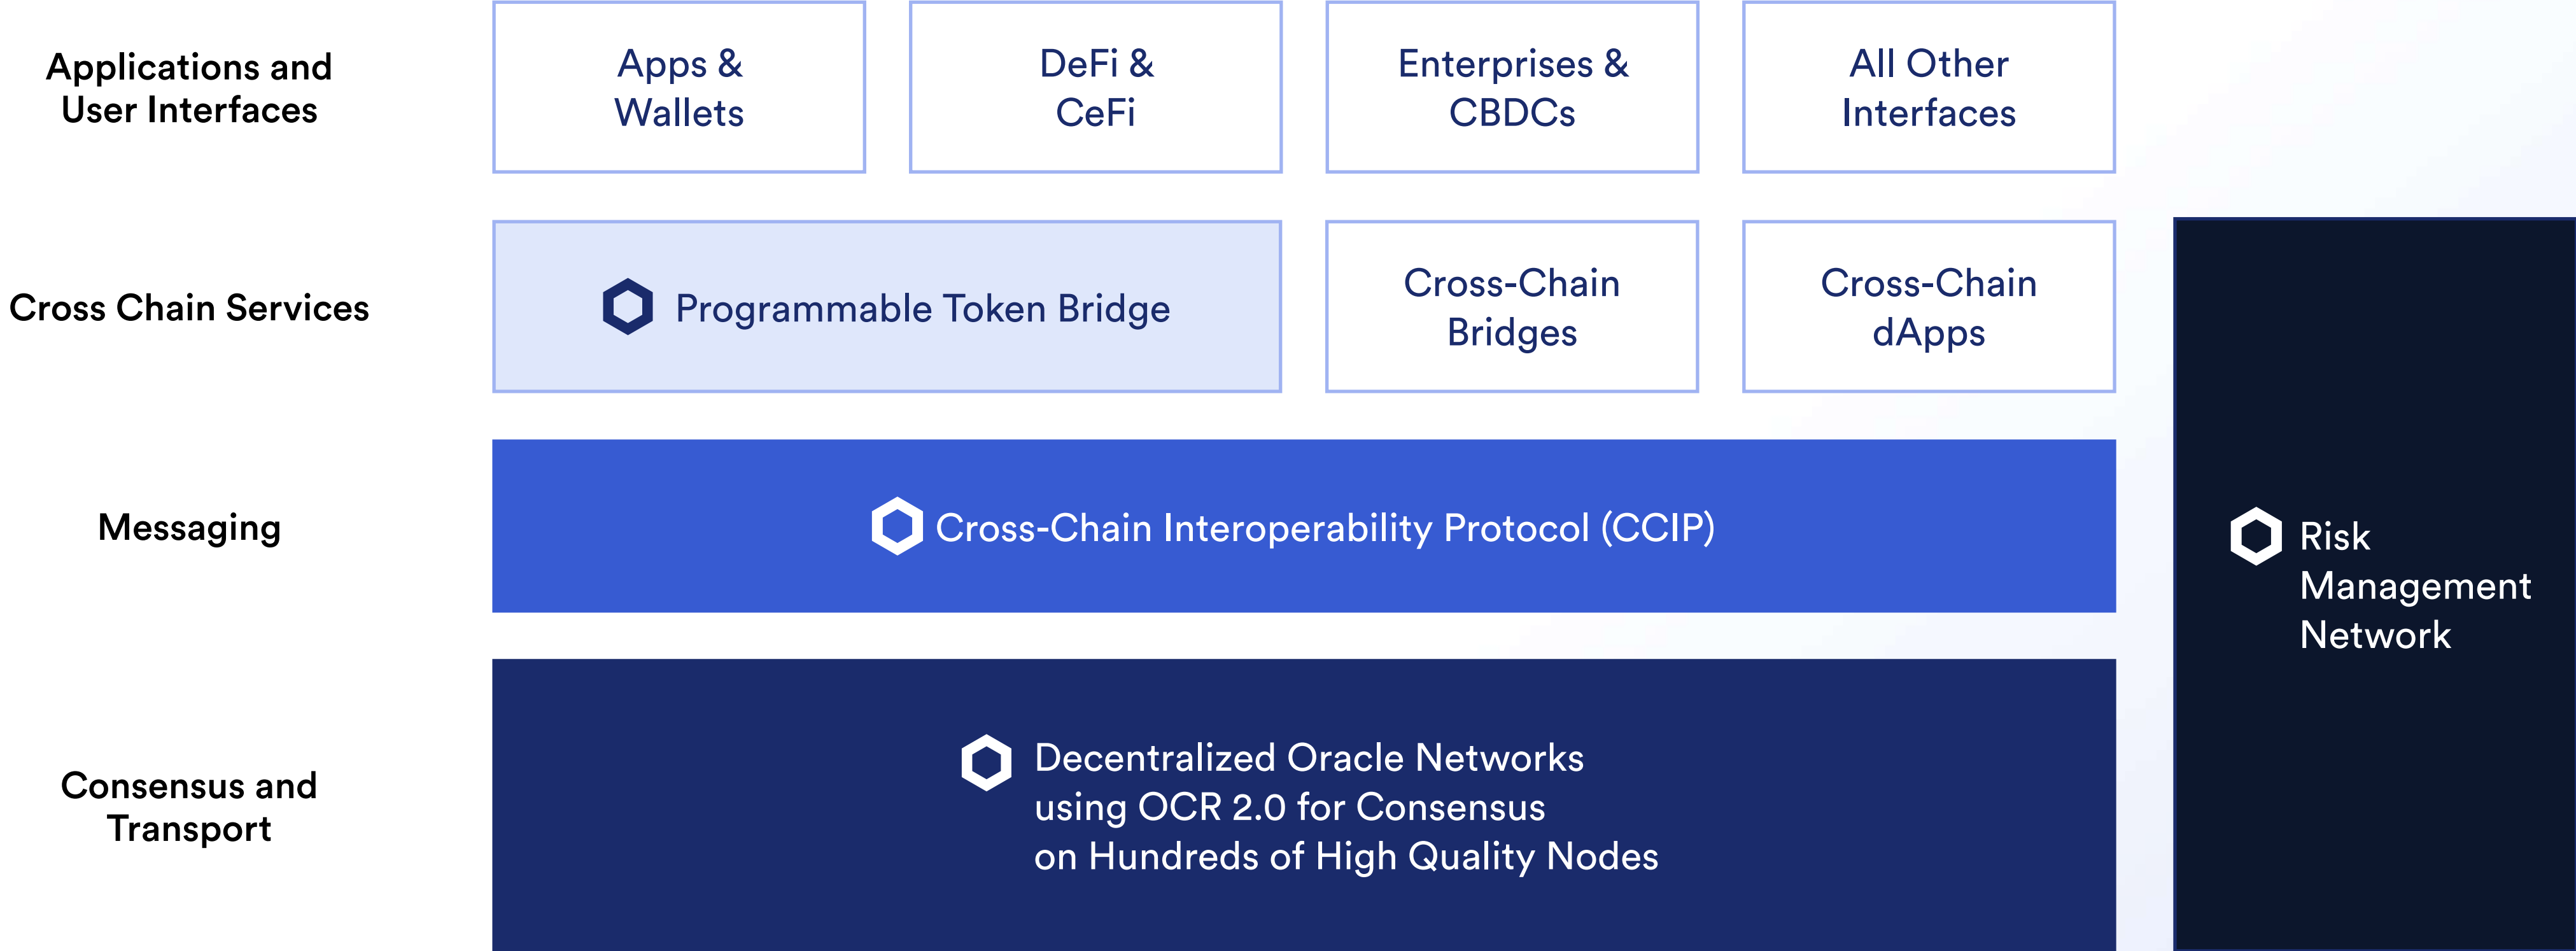 Applications and
User Interfaces
Apps &
Wallets
DeFi &
CeFi
Enterprises &
CBDCs
All Other
Interfaces
Cross Chain Services
Programmable Token Bridge
Cross-Chain
Bridges
Cross-Chain
dApps
Messaging
Cross-Chain Interoperability Protocol (CCIP)
Risk
Management
Network
Consensus and
Transport
Decentralized Oracle Networks
using OCR 2.0 for Consensus
on Hundreds of High Quality Nodes